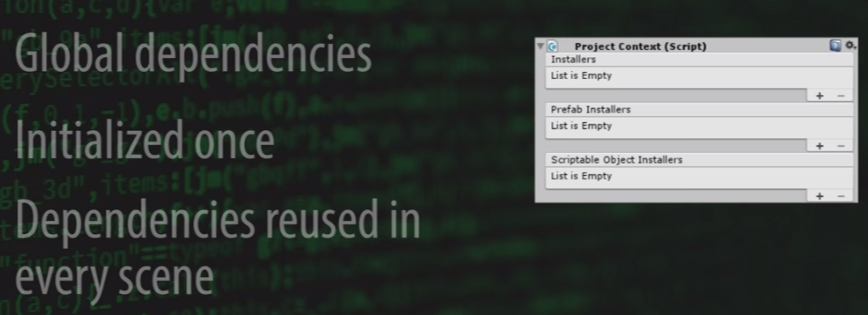 Global dependencies
Initialized once
Dependencies reused in
every scene
Project Context (Script)
Installers
List is Empty
+ −
Prefab Installers
List is Empty
+ −
Scriptable Object Installers
List is Empty
+ −